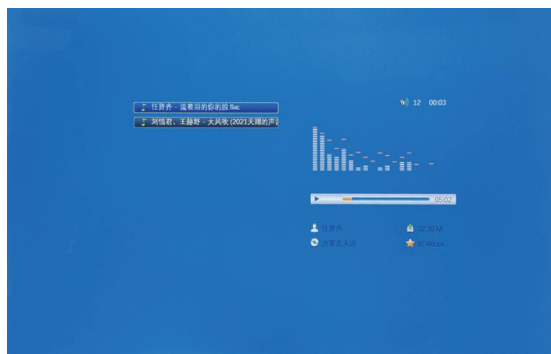 任贤齐 - 流着泪的你的脸.flac
刘惜君、王赫野 - 大风吹 (2021天赐的声
12 00:03
05:02
任贤齐
32.30 M